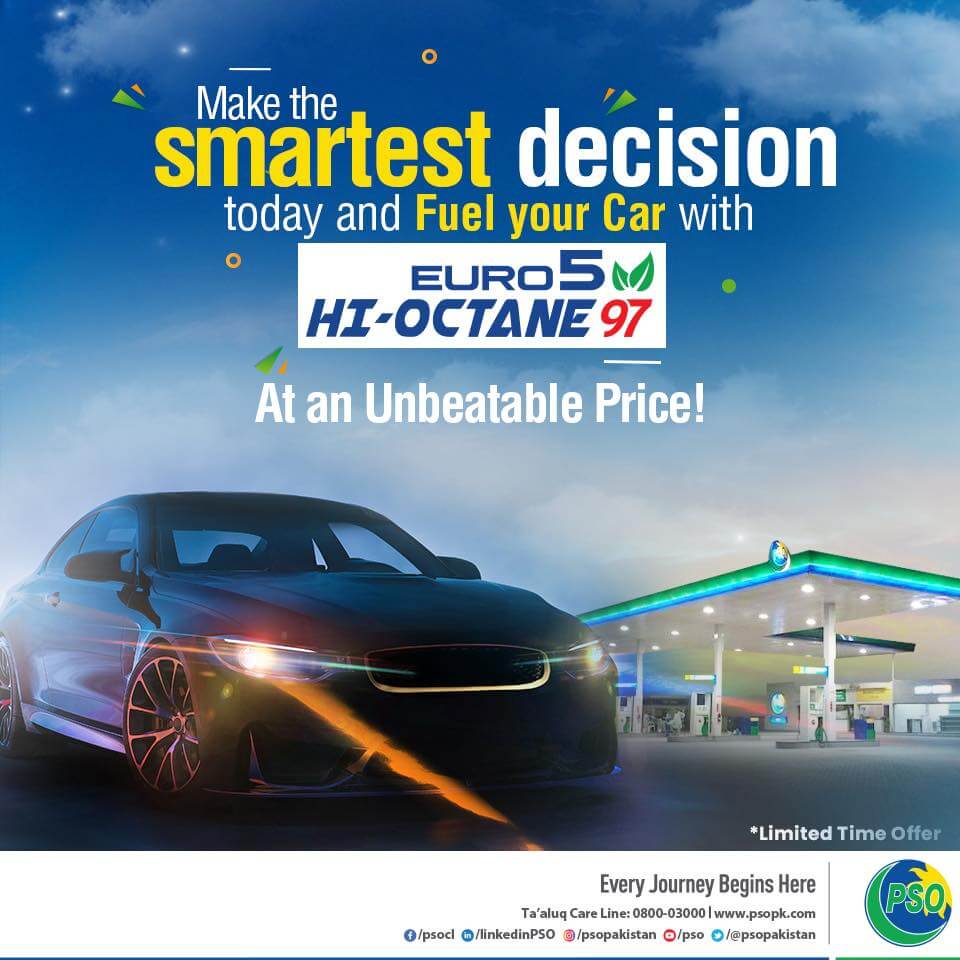 Make the
smartest decision
today and Fuel your Car with
EURO 5
HI-OCTANE 97
At an Unbeatable Price!
*Limited Time Offer
Every Journey Begins Here
Ta'aluq Care Line: 0800-03000 | www.psopk.com
/psocl /linkedinPSO /psopakistan /pso /@psopakistan
PSO